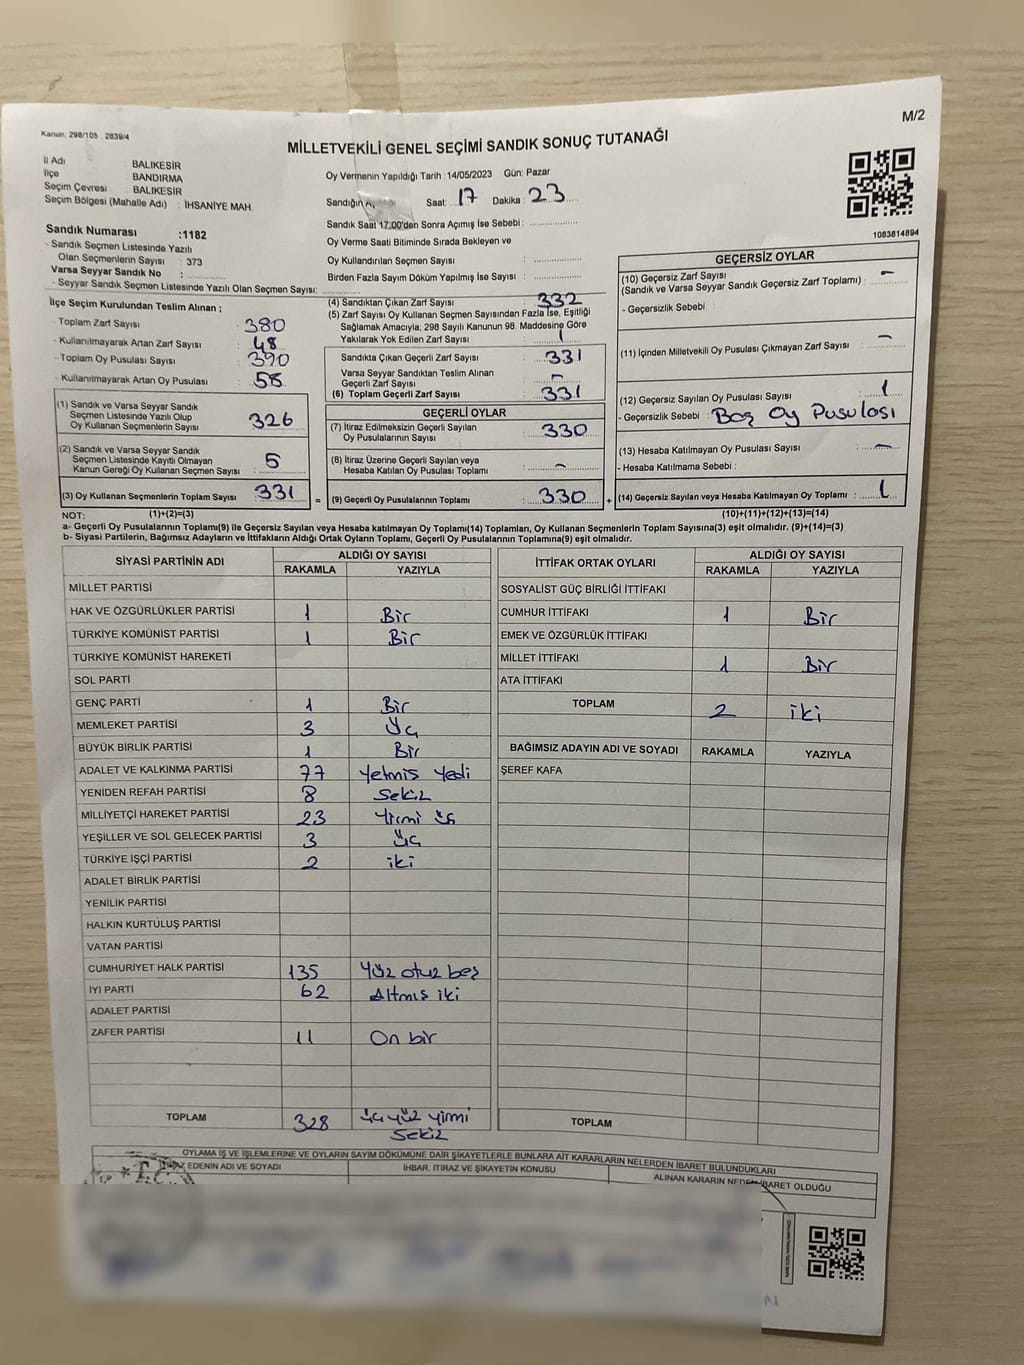 Kanun: 298/105 , 2839/4
M/2
MİLLETVEKİLİ GENEL SEÇİMİ SANDIK SONUÇ TUTANAĞI
İl Adı BALIKESİR
İlçe BANDIRMA
Seçim Çevresi BALIKESİR
Seçim Bölgesi (Mahalle Adı) : İHSANİYE MAH.
Oy Vermenin Yapıldığı Tarih : 14/05/2023 Gün: Pazar
Sandığın Saat: 17 Dakika : 23
Sandık Saat 17.00'den Sonra Açımış İse Sebebi :
Oy Verme Saati Bitiminde Sırada Bekleyen ve
Oy Kullandırılan Seçmen Sayısı :
Birden Fazla Sayım Döküm Yapılmış İse Sayısı :
1083814894
Sandık Numarası :1182
- Sandık Seçmen Listesinde Yazılı
Olan Seçmenlerin Sayısı : 373
Varsa Seyyar Sandık No :
- Seyyar Sandık Seçmen Listesinde Yazılı Olan Seçmen Sayısı:
İlçe Seçim Kurulundan Teslim Alınan ;
- Toplam Zarf Sayısı : 380
- Kullanılmayarak Artan Zarf Sayısı : 48
- Toplam Oy Pusulası Sayısı : 390
- Kullanılmayarak Artan Oy Pusulası : 58
(1) Sandık ve Varsa Seyyar Sandık
Seçmen Listesinde Yazılı Olup
Oy Kullanan Seçmenlerin Sayısı : 326
(2) Sandık ve Varsa Seyyar Sandık
Seçmen Listesinde Kayıtlı Olmayan
Kanun Gereği Oy Kullanan Seçmen Sayısı : 5
(3) Oy Kullanan Seçmenlerin Toplam Sayısı : 331 =
(4) Sandıktan Çıkan Zarf Sayısı : 332
(5) Zarf Sayısı Oy Kullanan Seçmen Sayısından Fazla İse, Eşitliği
Sağlamak Amacıyla; 298 Sayılı Kanunun 98. Maddesine Göre
Yakılarak Yok Edilen Zarf Sayısı : 1
Sandıkta Çıkan Geçerli Zarf Sayısı : 331
Varsa Seyyar Sandıktan Teslim Alınan
Geçerli Zarf Sayısı : -
(6) Toplam Geçerli Zarf Sayısı : 331
GEÇERLİ OYLAR
(7) İtiraz Edilmeksizin Geçerli Sayılan
Oy Pusulalarının Sayısı : 330
(8) İtiraz Üzerine Geçerli Sayılan veya
Hesaba Katılan Oy Pusulası Toplamı : -
(9) Geçerli Oy Pusulalarının Toplamı : 330 +
GEÇERSİZ OYLAR
(10) Geçersiz Zarf Sayısı
(Sandık ve Varsa Seyyar Sandık Geçersiz Zarf Toplamı) : -
- Geçersizlik Sebebi :
(11) İçinden Milletvekili Oy Pusulası Çıkmayan Zarf Sayısı : -
(12) Geçersiz Sayılan Oy Pusulası Sayısı : 1
- Geçersizlik Sebebi : Boş Oy Pusulası
(13) Hesaba Katılmayan Oy Pusulası Sayısı : -
- Hesaba Katılmama Sebebi :
(14) Geçersiz Sayılan veya Hesaba Katılmayan Oy Toplamı : 1
NOT: (1)+(2)=(3) (10)+(11)+(12)+(13)=(14)
a- Geçerli Oy Pusulalarının Toplamı(9) ile Geçersiz Sayılan veya Hesaba katılmayan Oy Toplamı(14) Toplamları, Oy Kullanan Seçmenlerin Toplam Sayısına(3) eşit olmalıdır. (9)+(14)=(3)
b- Siyasi Partilerin, Bağımsız Adayların ve İttifakların Aldığı Ortak Oyların Toplamı, Geçerli Oy Pusulalarının Toplamına(9) eşit olmalıdır.
SİYASİ PARTİNİN ADI ALDIĞI OY SAYISI
RAKAMLA YAZIYLA
MİLLET PARTİSİ
HAK VE ÖZGÜRLÜKLER PARTİSİ 1 Bir
TÜRKİYE KOMÜNİST PARTİSİ 1 Bir
TÜRKİYE KOMÜNİST HAREKETİ
SOL PARTİ
GENÇ PARTİ 1 Bir
MEMLEKET PARTİSİ 3 Üç
BÜYÜK BİRLİK PARTİSİ 1 Bir
ADALET VE KALKINMA PARTİSİ 77 Yetmiş Yedi
YENİDEN REFAH PARTİSİ 8 Sekiz
MİLLİYETÇİ HAREKET PARTİSİ 23 Yirmi üç
YEŞİLLER VE SOL GELECEK PARTİSİ 3 Üç
TÜRKİYE İŞÇİ PARTİSİ 2 iki
ADALET BİRLİK PARTİSİ
YENİLİK PARTİSİ
HALKIN KURTULUŞ PARTİSİ
VATAN PARTİSİ
CUMHURİYET HALK PARTİSİ 135 Yüz otuz beş
İYİ PARTİ 62 Altmış iki
ADALET PARTİSİ
ZAFER PARTİSİ 11 On bir
TOPLAM 328 üç yüz yirmi
sekiz
İTTİFAK ORTAK OYLARI ALDIĞI OY SAYISI
RAKAMLA YAZIYLA
SOSYALİST GÜÇ BİRLİĞİ İTTİFAKI
CUMHUR İTTİFAKI 1 Bir
EMEK VE ÖZGÜRLÜK İTTİFAKI
MİLLET İTTİFAKI 1 Bir
ATA İTTİFAKI
TOPLAM 2 iki
BAĞIMSIZ ADAYIN ADI VE SOYADI RAKAMLA YAZIYLA
ŞEREF KAFA
TOPLAM
OYLAMA İŞ VE İŞLEMLERİNE VE OYLARIN SAYIM DÖKÜMÜNE DAİR ŞİKAYETLERLE BUNLARA AİT KARARLARIN NELERDEN İBARET BULUNDUKLARI
EDENİN ADI VE SOYADI İHBAR, İTİRAZ VE ŞİKAYETİN KONUSU ALINAN KARARIN NEDEN İBARET OLDUĞU
T.C.